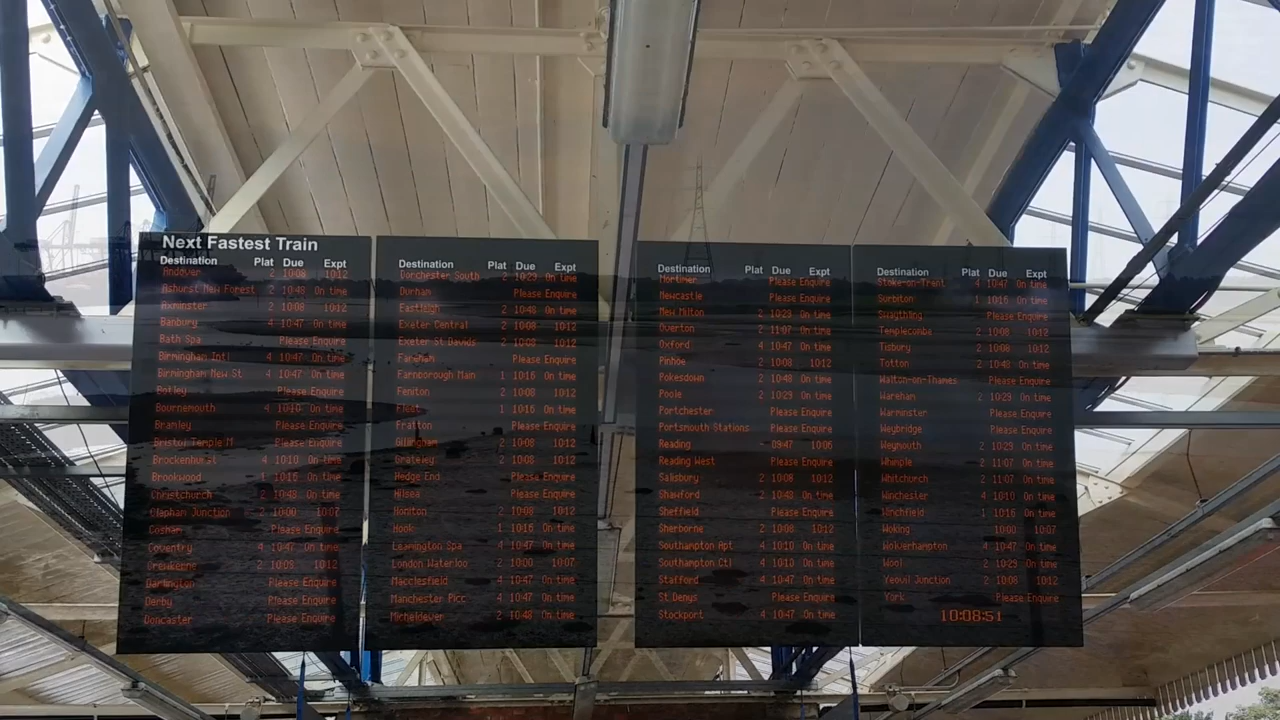 Next Fastest Train
Destination Plat Due Expt
Andover 2 10:08 10:12
Ashurst New Forest 2 10:48 On time
Axminster 2 10:08 10:12
Banbury 4 10:47 On time
Bath Spa Please Enquire
Birmingham Intl 4 10:47 On time
Birmingham New St 4 10:47 On time
Botley Please Enquire
Bournemouth 4 10:10 On time
Bramley Please Enquire
Bristol Temple M Please Enquire
Brockenhurst 4 10:10 On time
Brookwood 1 10:16 On time
Christchurch 2 10:48 On time
Clapham Junction 2 10:00 10:07
Cosham Please Enquire
Coventry 4 10:47 On time
Crewkerne 2 10:08 10:12
Darlington Please Enquire
Derby Please Enquire
Doncaster Please Enquire
Destination Plat Due Expt
Dorchester South 2 10:29 On time
Durham Please Enquire
Eastleigh 2 10:48 On time
Exeter Central 2 10:08 10:12
Exeter St Davids 2 10:08 10:12
Fareham Please Enquire
Farnborough Main 1 10:16 On time
Feniton 2 10:08 10:12
Fleet 1 10:16 On time
Fratton Please Enquire
Gillingham 2 10:08 10:12
Grateley 2 10:08 10:12
Hedge End Please Enquire
Hilsea Please Enquire
Honiton 2 10:08 10:12
Hook 1 10:16 On time
Leamington Spa 4 10:47 On time
London Waterloo 2 10:00 10:07
Macclesfield 4 10:47 On time
Manchester Picc 4 10:47 On time
Micheldever 2 10:48 On time
Destination Plat Due Expt
Mortimer Please Enquire
Newcastle Please Enquire
New Milton 2 10:29 On time
Overton 2 11:07 On time
Oxford 4 10:47 On time
Pinhoe 2 10:08 10:12
Pokesdown 2 10:48 On time
Poole 2 10:29 On time
Portchester Please Enquire
Portsmouth Stations Please Enquire
Reading 09:47 10:06
Reading West Please Enquire
Salisbury 2 10:08 10:12
Shawford 2 10:48 On time
Sheffield Please Enquire
Sherborne 2 10:08 10:12
Southampton Apt 4 10:10 On time
Southampton Ctl 4 10:10 On time
Stafford 4 10:47 On time
St Denys Please Enquire
Stockport 4 10:47 On time
Destination Plat Due Expt
Stoke-on-Trent 4 10:47 On time
Surbiton 1 10:16 On time
Swaythling Please Enquire
Templecombe 2 10:08 10:12
Tisbury 2 10:08 10:12
Totton 2 10:48 On time
Walton-on-Thames Please Enquire
Wareham 2 10:29 On time
Warminster Please Enquire
Weybridge Please Enquire
Weymouth 2 10:29 On time
Whimple 2 11:07 On time
Whitchurch 2 11:07 On time
Winchester 4 10:10 On time
Winchfield 1 10:16 On time
Woking 10:00 10:07
Wolverhampton 4 10:47 On time
Wool 2 10:29 On time
Yeovil Junction 2 10:08 10:12
York Please Enquire
10:08:51